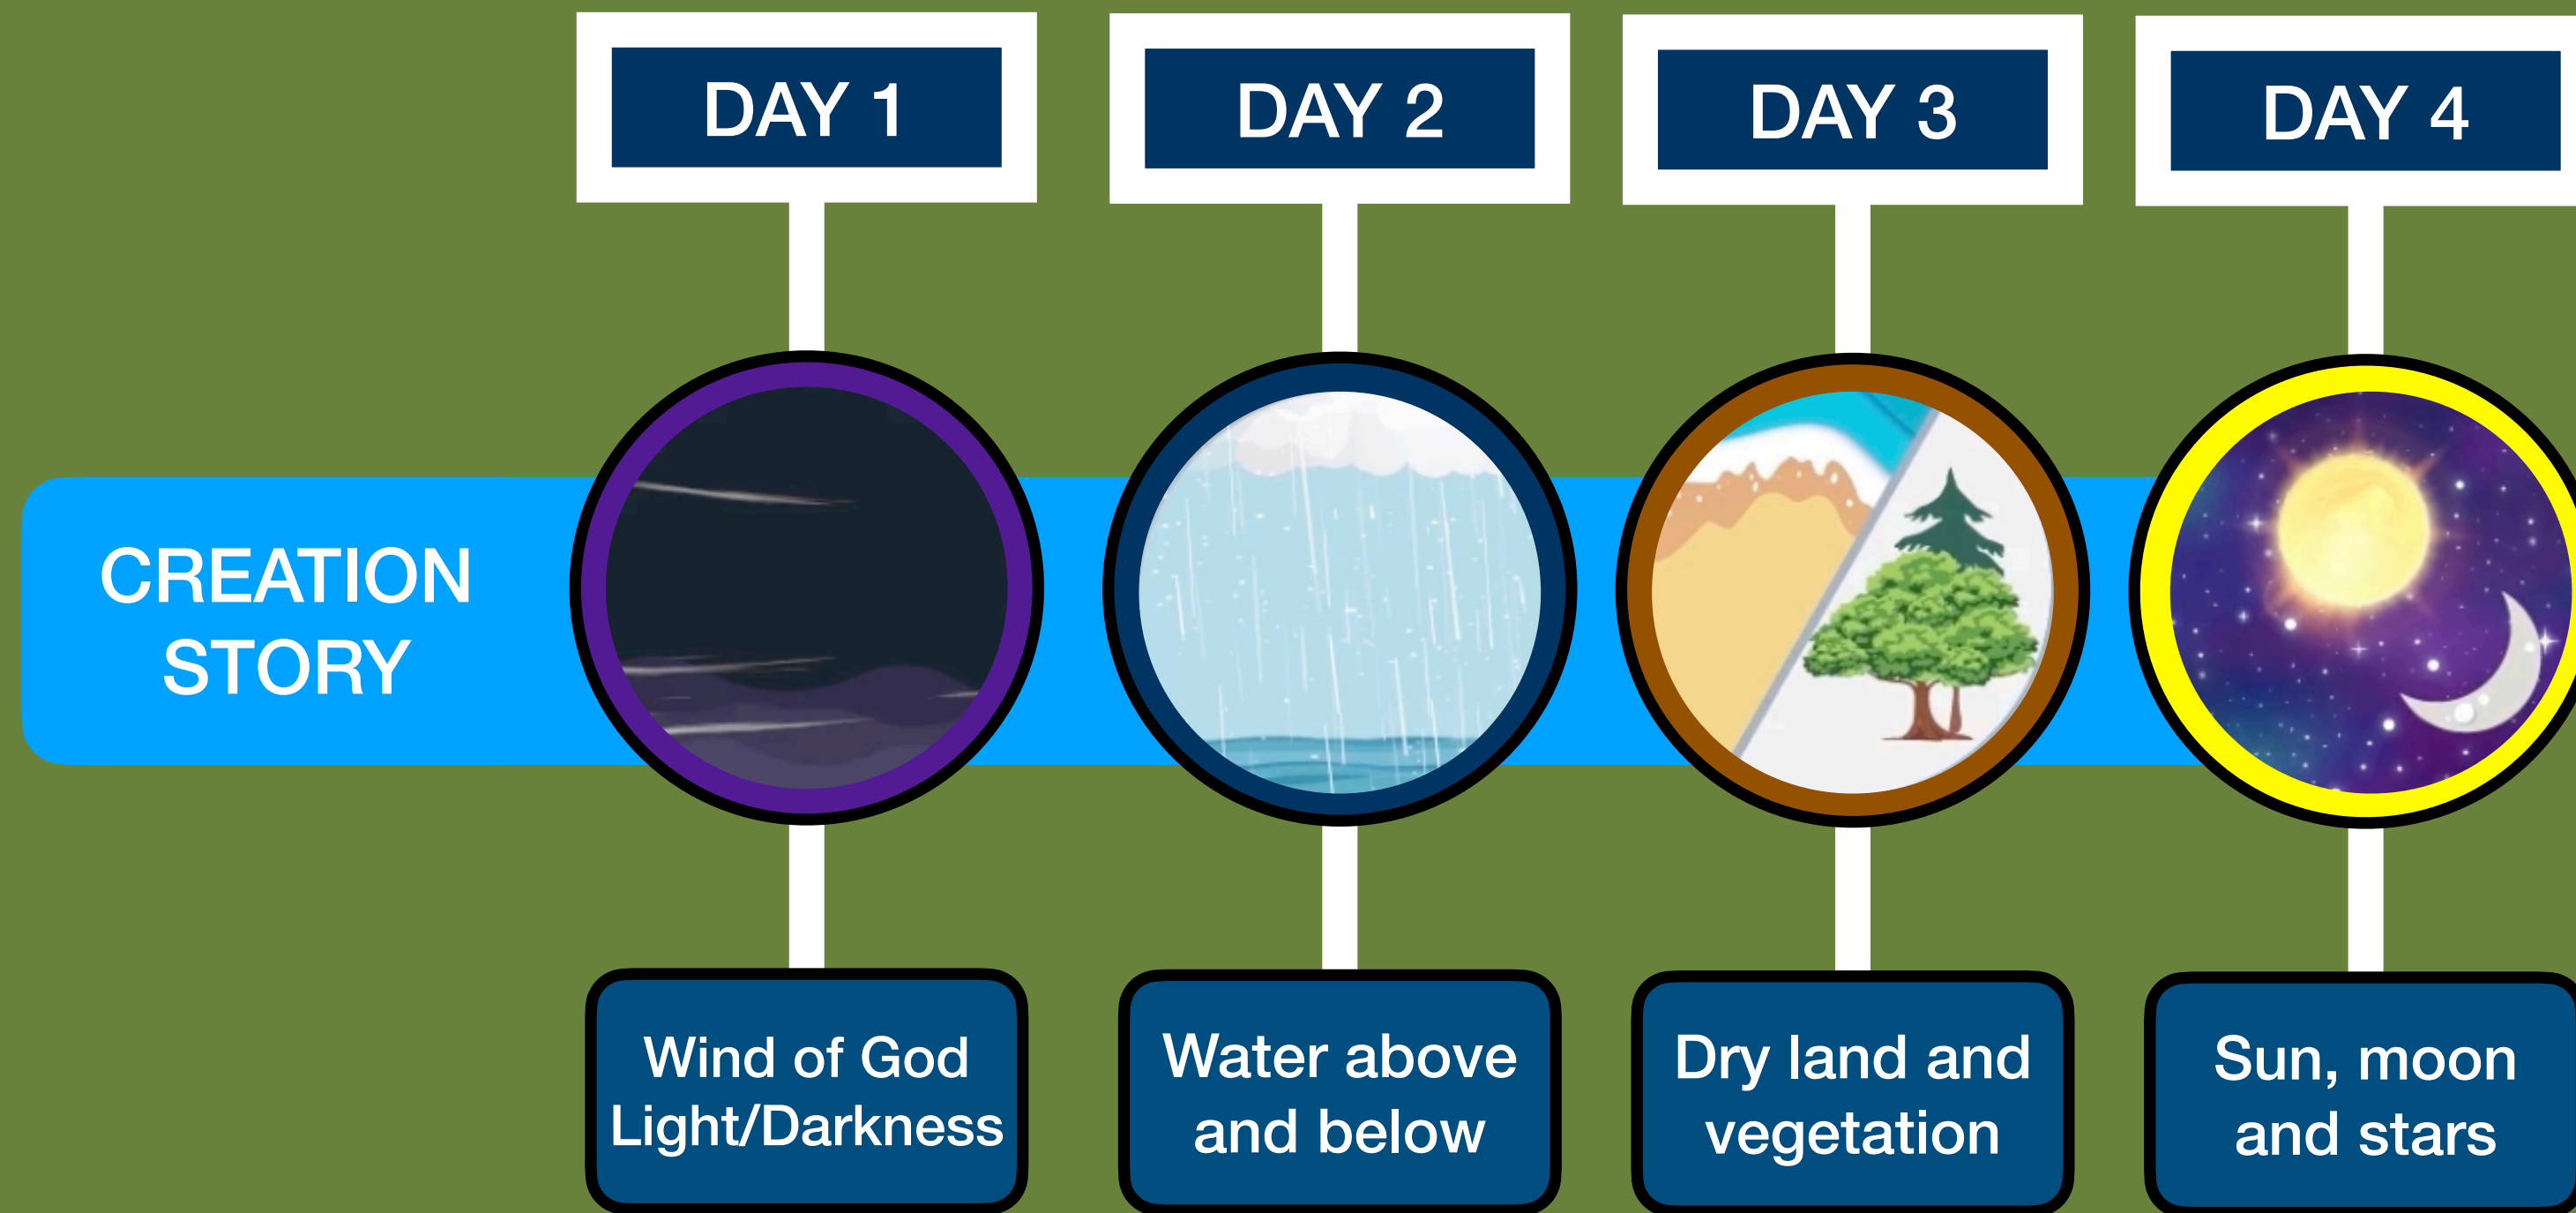 DAY 1
DAY 2
DAY 3
DAY 4
CREATION
STORY
Wind of God
Light/Darkness
Water above
and below
Dry land and
vegetation
Sun, moon
and stars